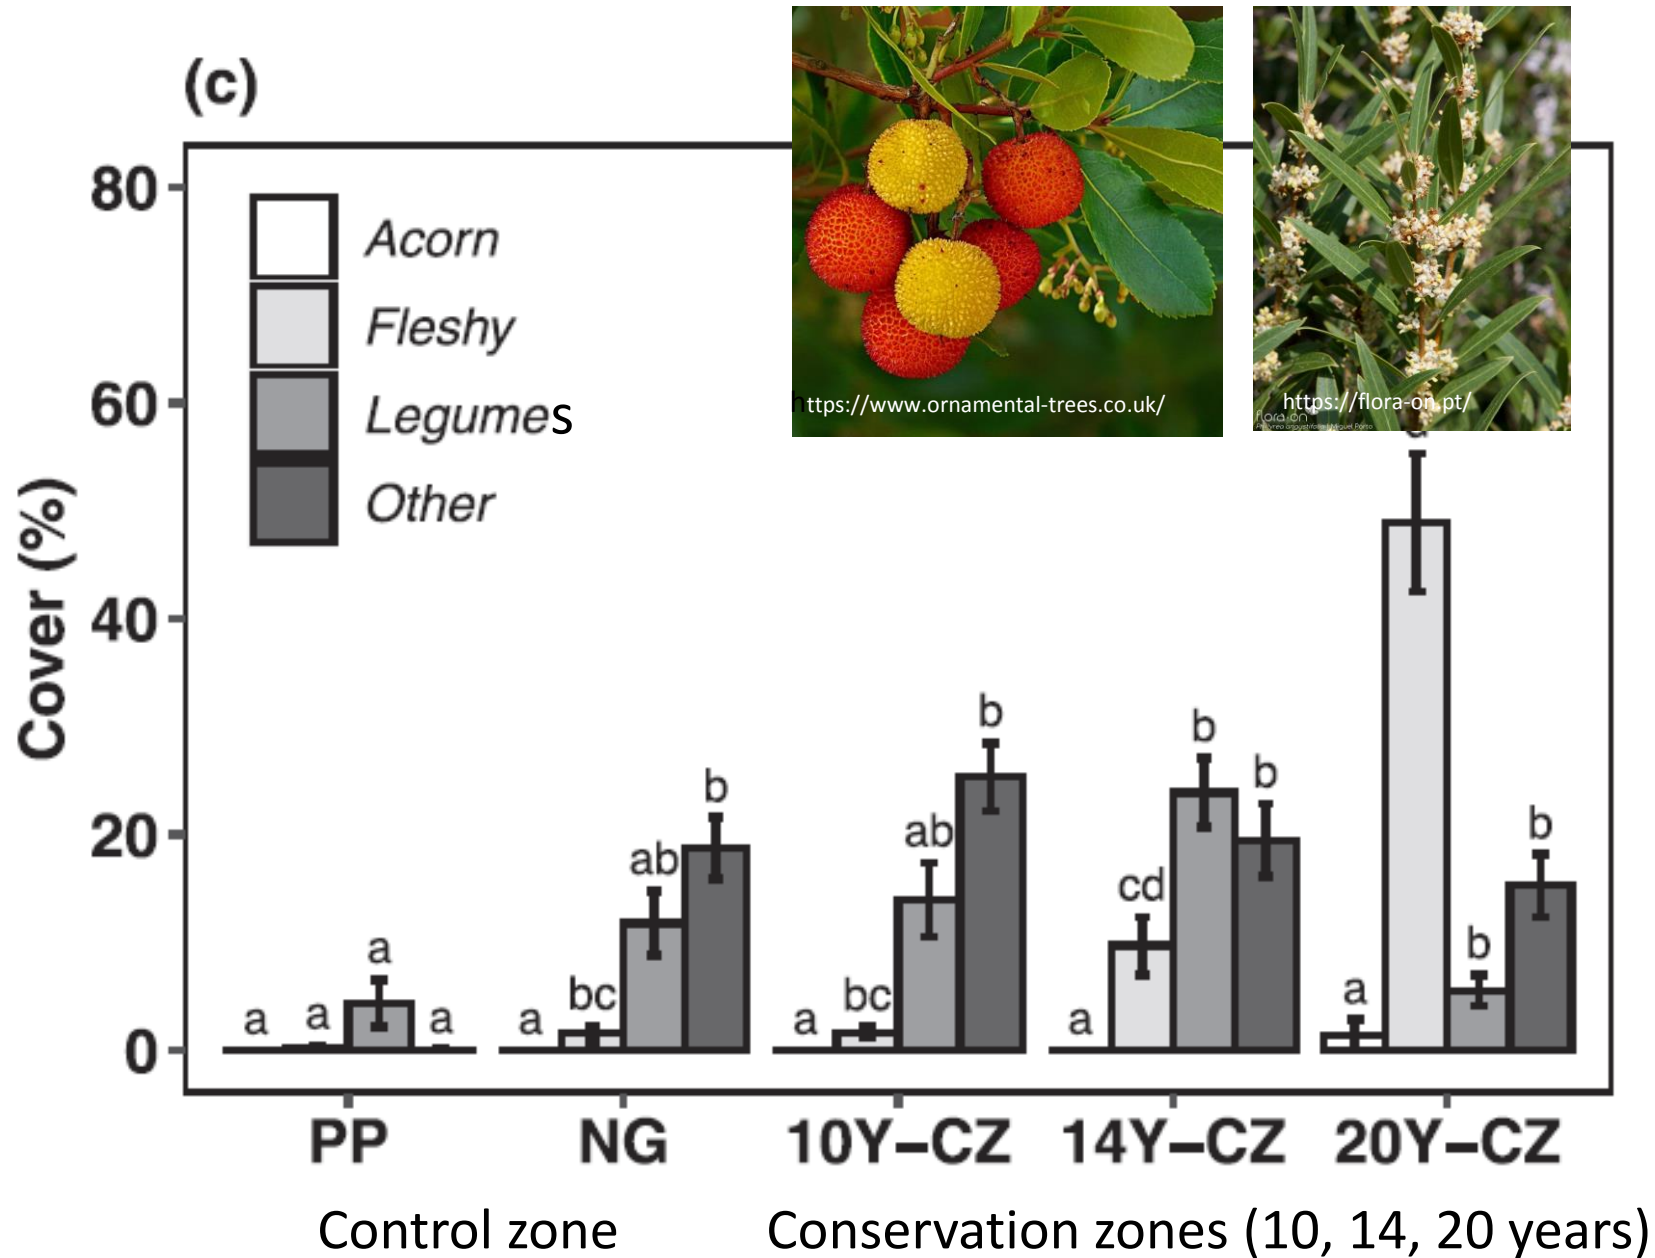 (c)
80
60
40
20
0
Cover (%)
Acorn
Fleshy
Legumes
Other
https://www.ornamental-trees.co.uk/
https://flora-on.pt/
flora-on
a
a
a
a
a
bc
ab
b
a
bc
ab
b
a
cd
b
b
a
b
b
PP
NG
10Y–CZ
14Y–CZ
20Y–CZ
Control zone
Conservation zones (10, 14, 20 years)